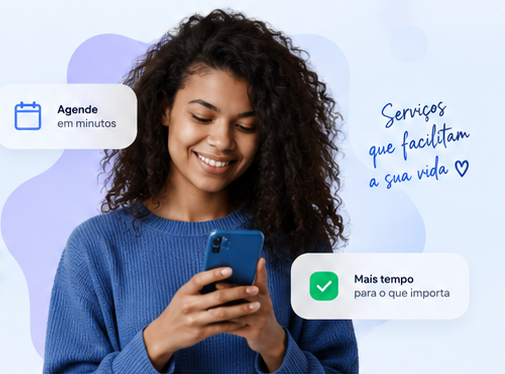 Agende
em minutos
Serviços
que facilitam
a sua vida
Mais tempo
para o que importa